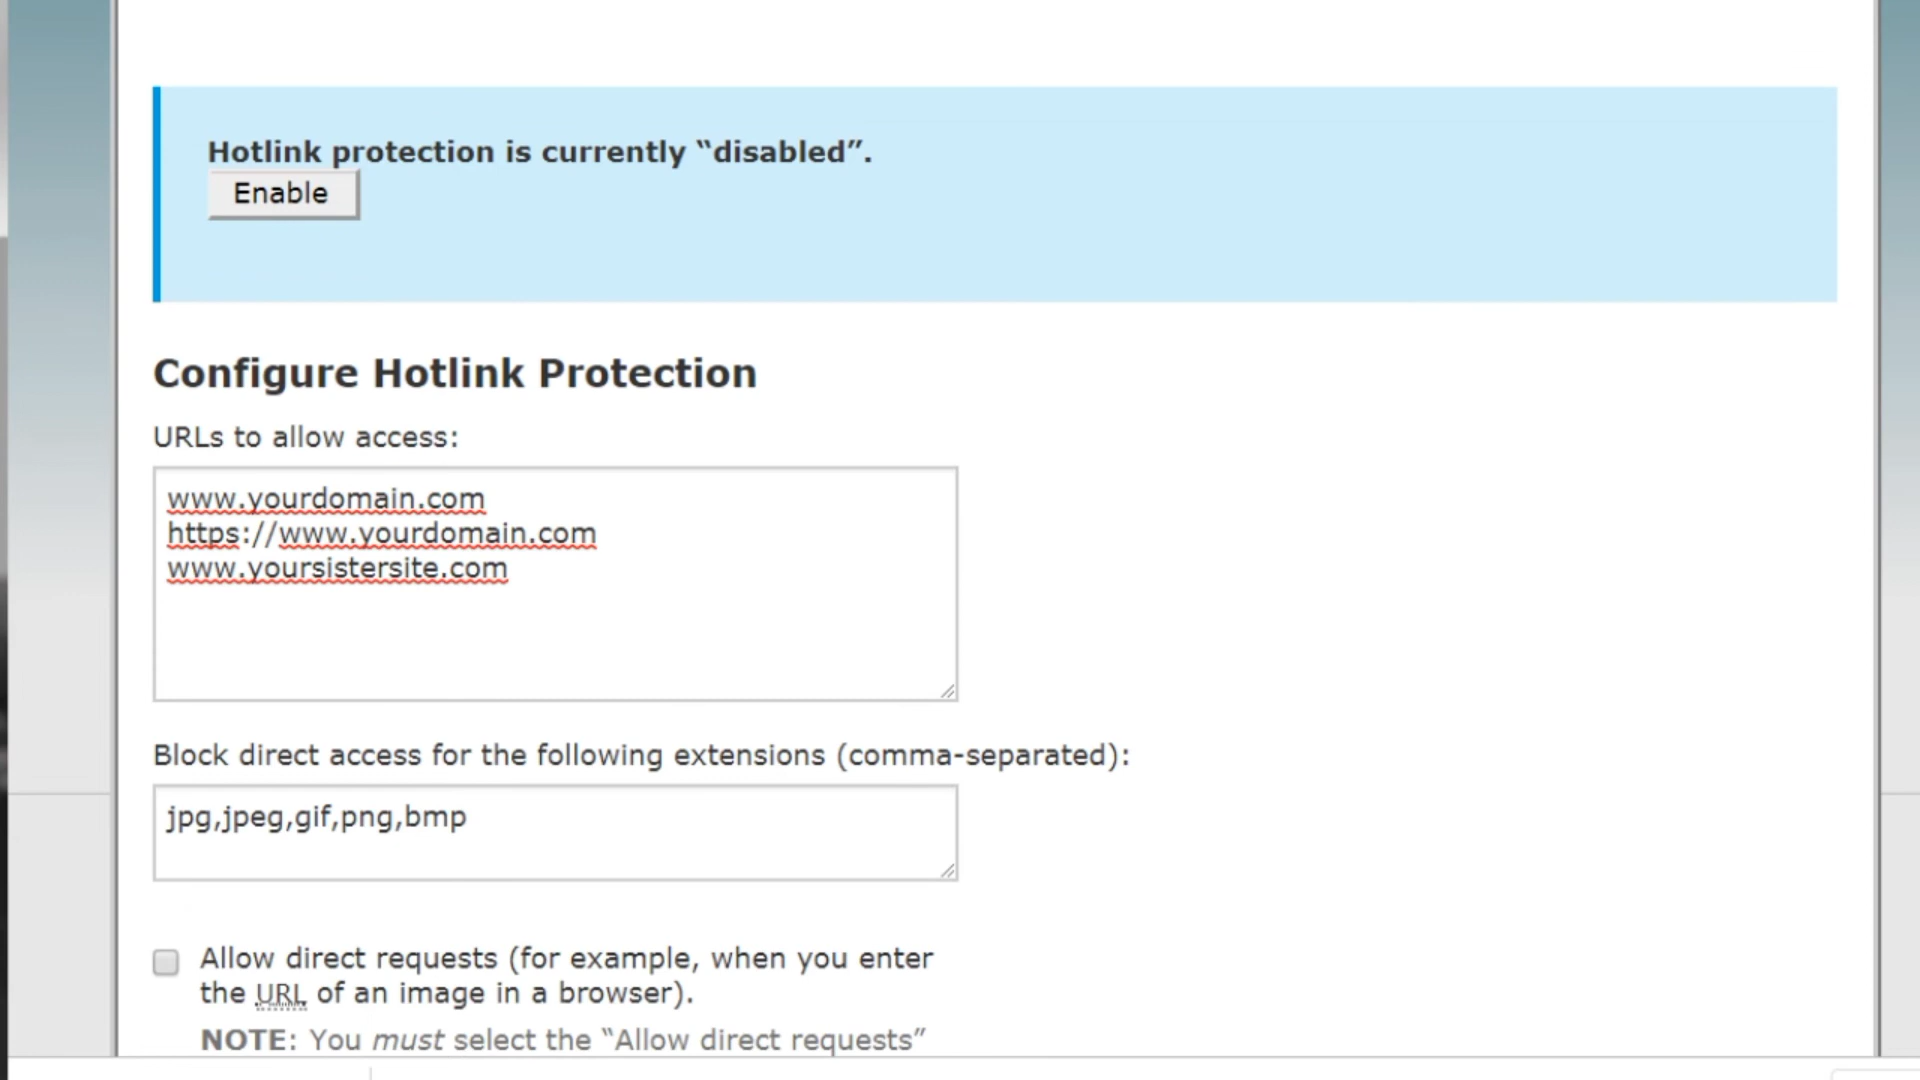 Hotlink protection is currently “disabled”.
Enable
Configure Hotlink Protection
URLs to allow access:
www.yourdomain.com
https://www.yourdomain.com
www.yoursistersite.com
Block direct access for the following extensions (comma-separated):
jpg,jpeg,gif,png,bmp
Allow direct requests (for example, when you enter
the URL of an image in a browser).
NOTE: You must select the “Allow direct requests”